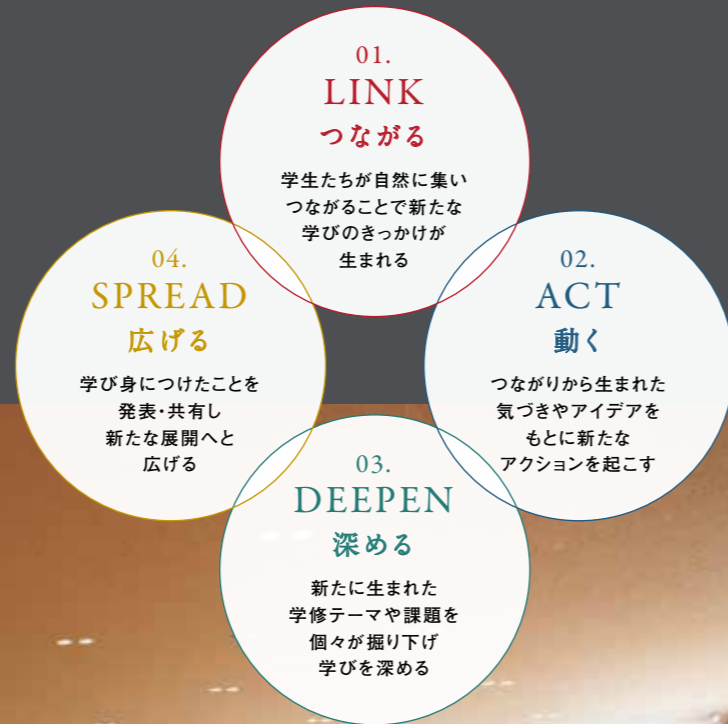 01.
LINK
つながる
学生たちが自然に集い
つながることで新たな
学びのきっかけが
生まれる
02.
ACT
動く
つながりから生まれた
気づきやアイデアを
もとに新たな
アクションを起こす
03.
DEEPEN
深める
新たに生まれた
学修テーマや課題を
個々が掘り下げ
学びを深める
04.
SPREAD
広げる
学び身につけたことを
発表・共有し
新たな展開へと
広げる